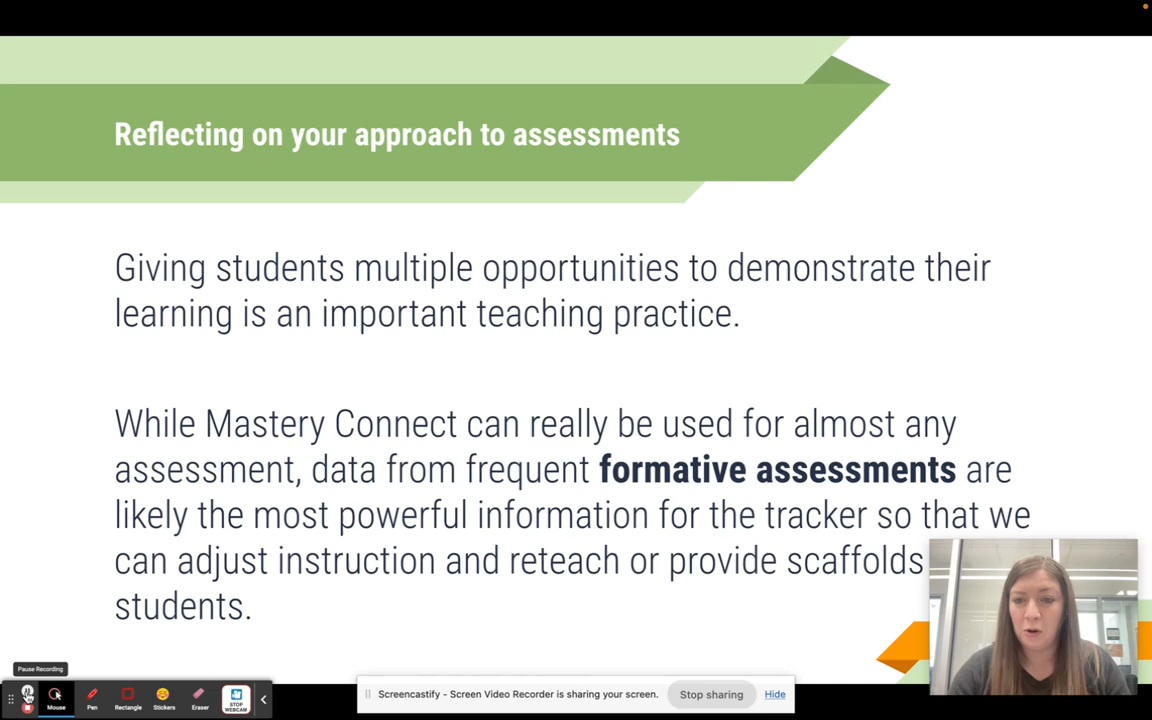 Reflecting on your approach to assessments
Giving students multiple opportunities to demonstrate their
learning is an important teaching practice.
While Mastery Connect can really be used for almost any
assessment, data from frequent formative assessments are
likely the most powerful information for the tracker so that we
can adjust instruction and reteach or provide scaffolds
students.
Pause Recording
Mouse
Pen
Rectangle
Stickers
Eraser
STOP
WEBCAM
Screencastify - Screen Video Recorder is sharing your screen.
Stop sharing
Hide